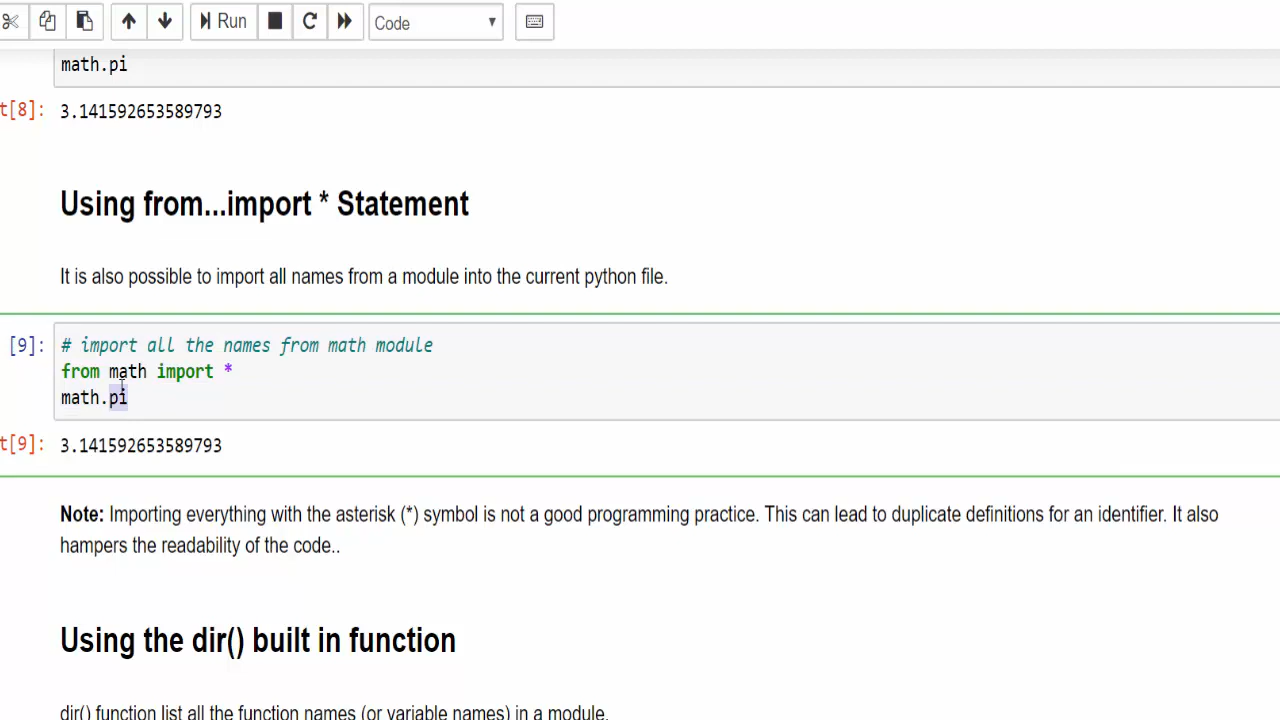 Run
Code
math.pi
t[8]: 3.141592653589793
Using from...import * Statement
It is also possible to import all names from a module into the current python file.
[9]: # import all the names from math module
from math import *
math.pi
t[9]: 3.141592653589793
Note: Importing everything with the asterisk (*) symbol is not a good programming practice. This can lead to duplicate definitions for an identifier. It also
hampers the readability of the code..
Using the dir() built in function
dir() function list all the function names (or variable names) in a module.